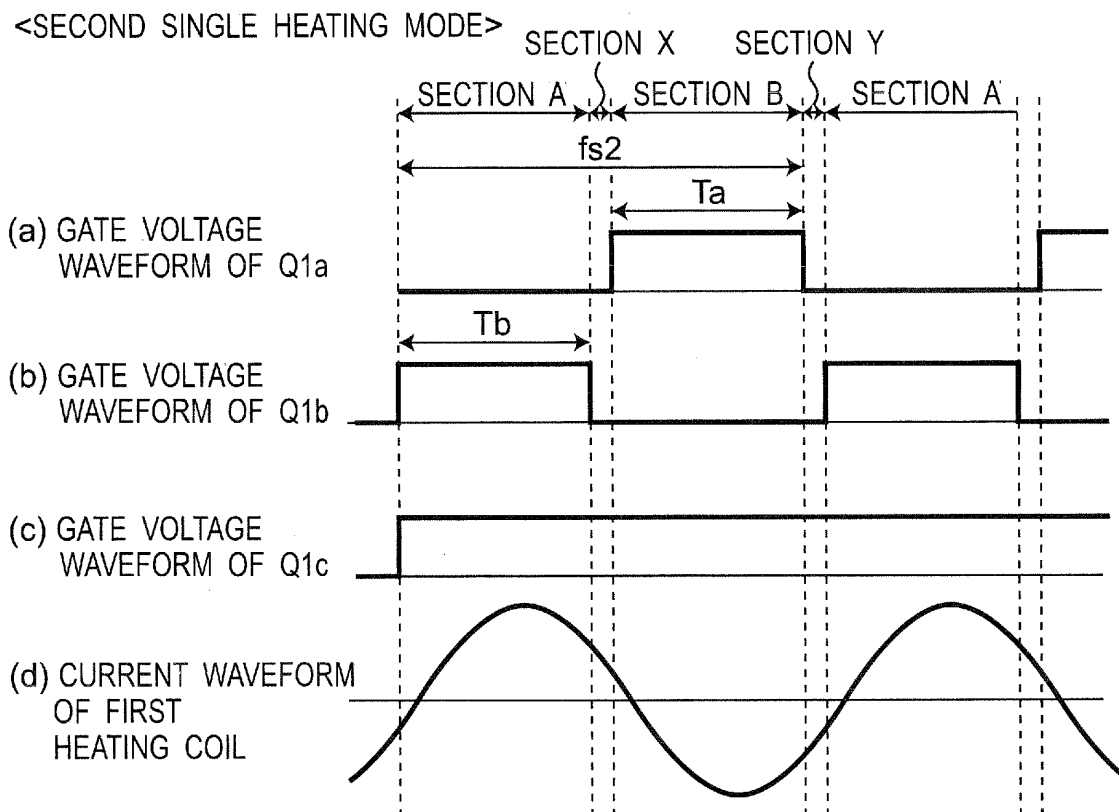 <SECOND SINGLE HEATING MODE>
SECTION X SECTION Y
SECTION A SECTION B SECTION A
fs2
Ta
(a) GATE VOLTAGE
WAVEFORM OF Q1a
Tb
(b) GATE VOLTAGE
WAVEFORM OF Q1b
(c) GATE VOLTAGE
WAVEFORM OF Q1c
(d) CURRENT WAVEFORM
OF FIRST
HEATING COIL